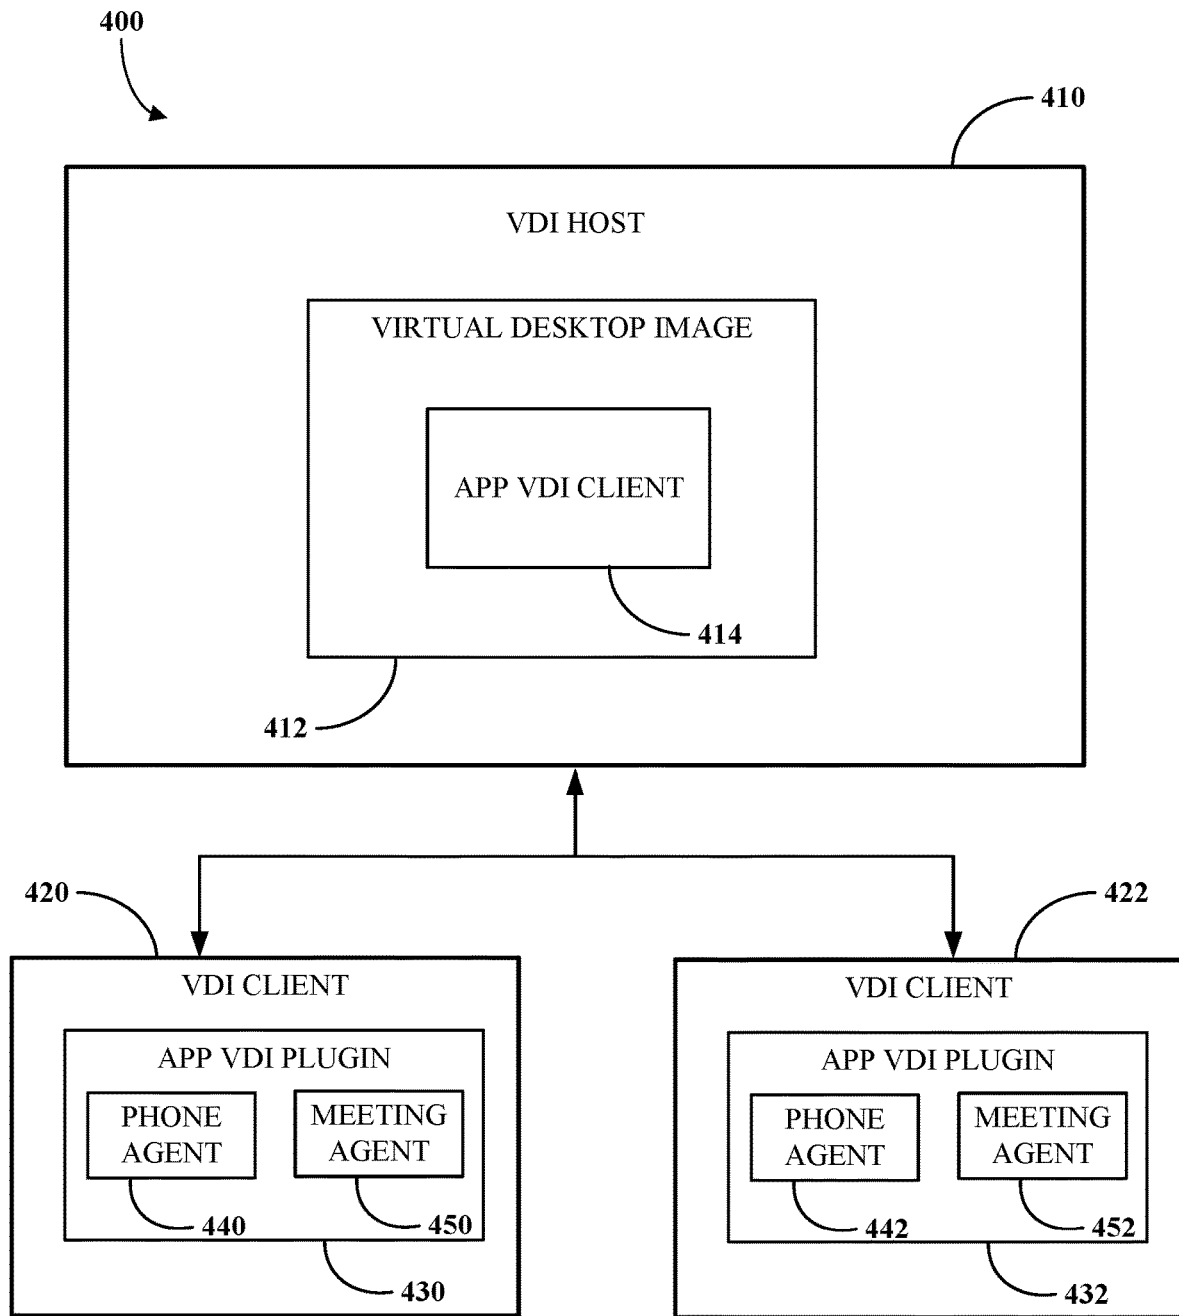 400
410
VDI HOST
VIRTUAL DESKTOP IMAGE
APP VDI CLIENT
414
412
420
422
VDI CLIENT
APP VDI PLUGIN
PHONE
AGENT
MEETING
AGENT
440
450
430
VDI CLIENT
APP VDI PLUGIN
PHONE
AGENT
MEETING
AGENT
442
452
432